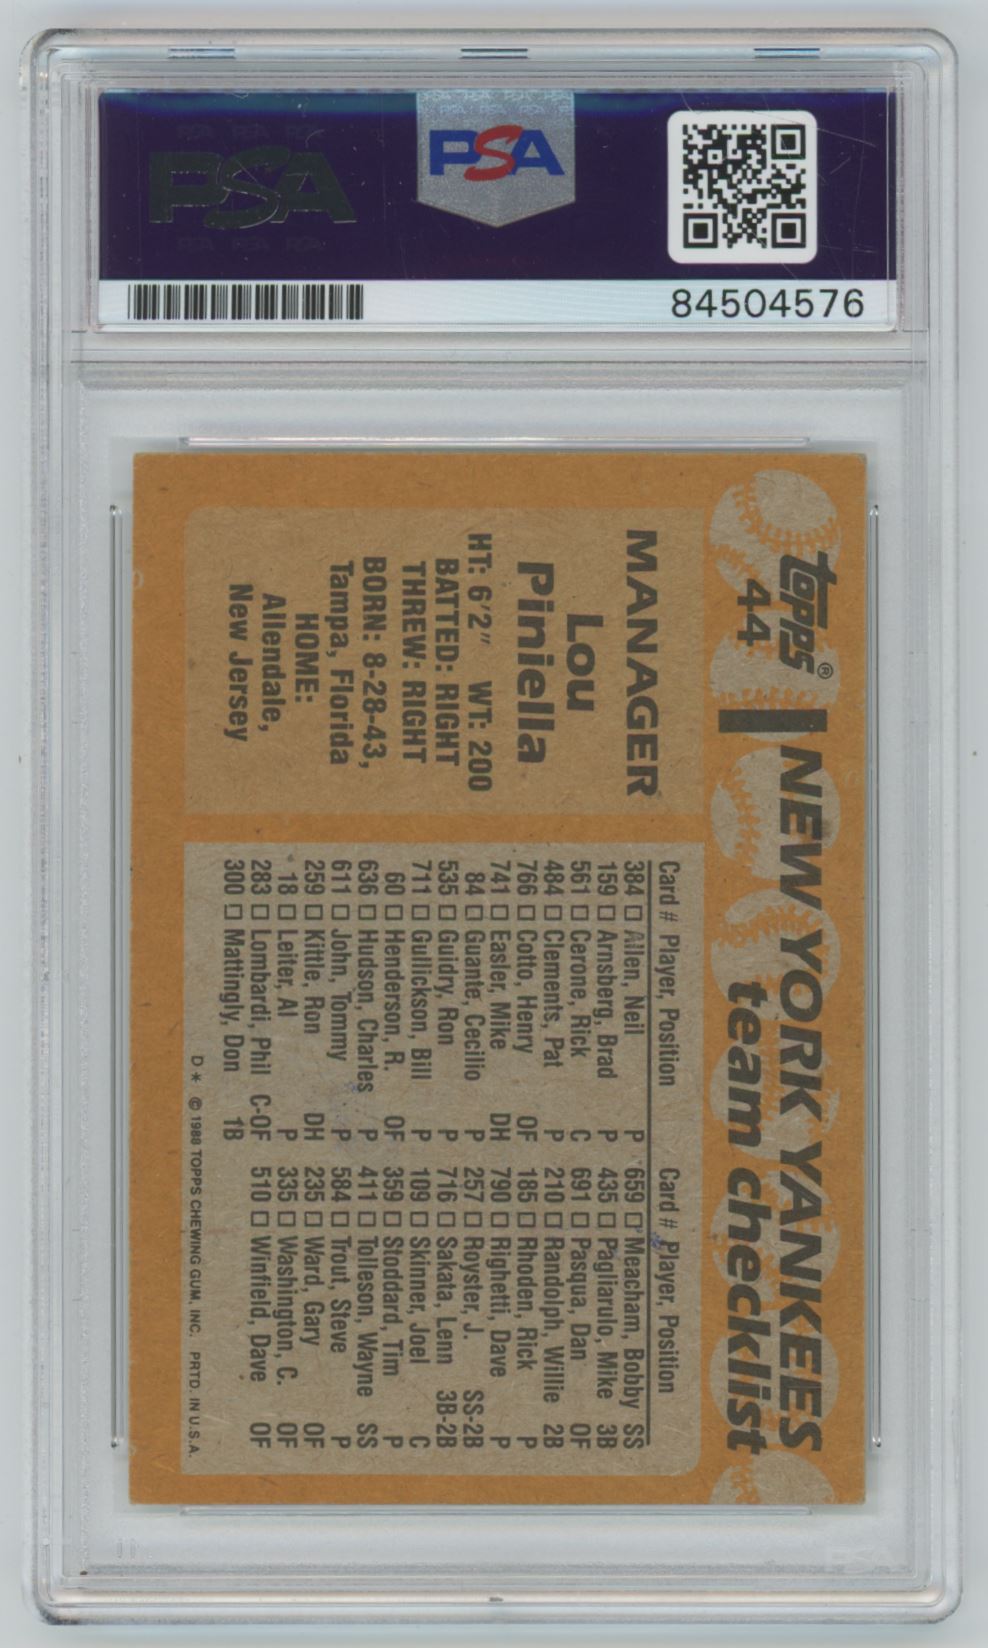 PSA
PSA
84504576
topps®
44
NEW YORK YANKEES
team checklist
MANAGER
Lou
Piniella
HT: 6'2" WT: 200
BATTED: RIGHT
THREW: RIGHT
BORN: 8-28-43,
Tampa, Florida
HOME:
Allendale,
New Jersey
Card # Player, Position
384 □ Allen, Neil P
159 □ Arnsberg, Brad P
561 □ Cerone, Rick C
484 □ Clements, Pat P
766 □ Cotto, Henry OF
741 □ Easler, Mike DH
84 □ Guante, Cecilio P
535 □ Guidry, Ron P
711 □ Gullickson, Bill P
60 □ Henderson, R. OF
636 □ Hudson, Charles P
611 □ John, Tommy P
259 □ Kittle, Ron DH
18 □ Leiter, Al P
283 □ Lombardi, Phil C-OF
300 □ Mattingly, Don 1B
Card # Player, Position
659 □ Meacham, Bobby SS
435 □ Pagliarulo, Mike 3B
691 □ Pasqua, Dan OF
210 □ Randolph, Willie 2B
185 □ Rhoden, Rick P
790 □ Righetti, Dave P
257 □ Royster, J. SS-2B
716 □ Sakata, Lenn 3B-2B
109 □ Skinner, Joel C
359 □ Stoddard, Tim P
411 □ Tolleson, Wayne SS
584 □ Trout, Steve P
235 □ Ward, Gary OF
335 □ Washington, C. OF
510 □ Winfield, Dave OF
D* © 1988 TOPPS CHEWING GUM, INC. PRTD. IN U.S.A.